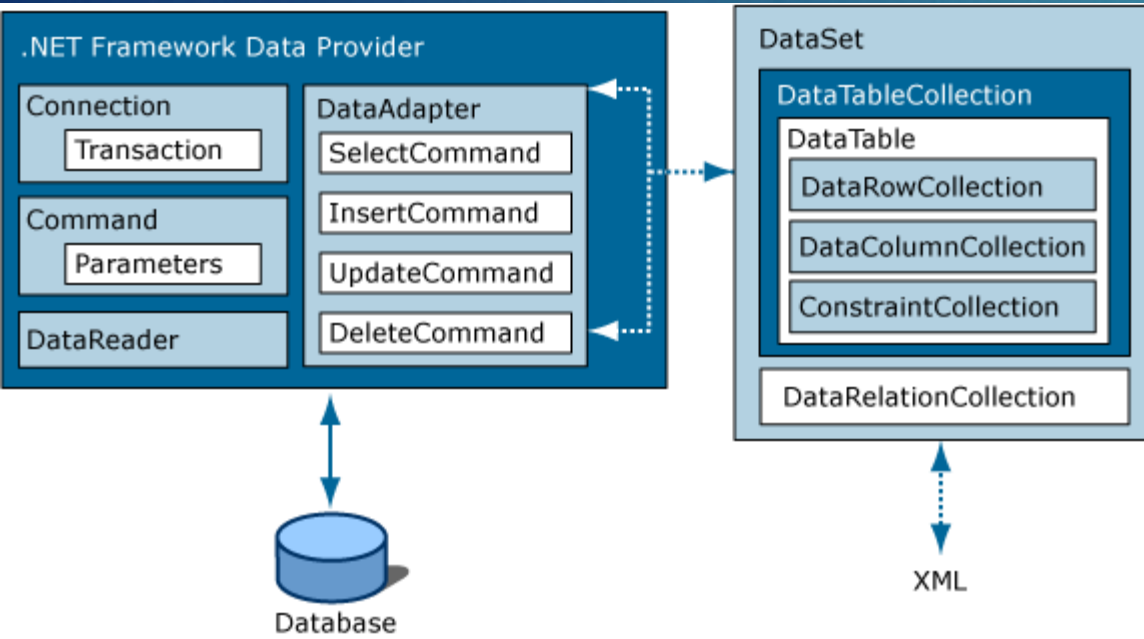 .NET Framework Data Provider
Connection
Transaction
Command
Parameters
DataReader
DataAdapter
SelectCommand
InsertCommand
UpdateCommand
DeleteCommand
Database
DataSet
DataTableCollection
DataTable
DataRowCollection
DataColumnCollection
ConstraintCollection
DataRelationCollection
XML